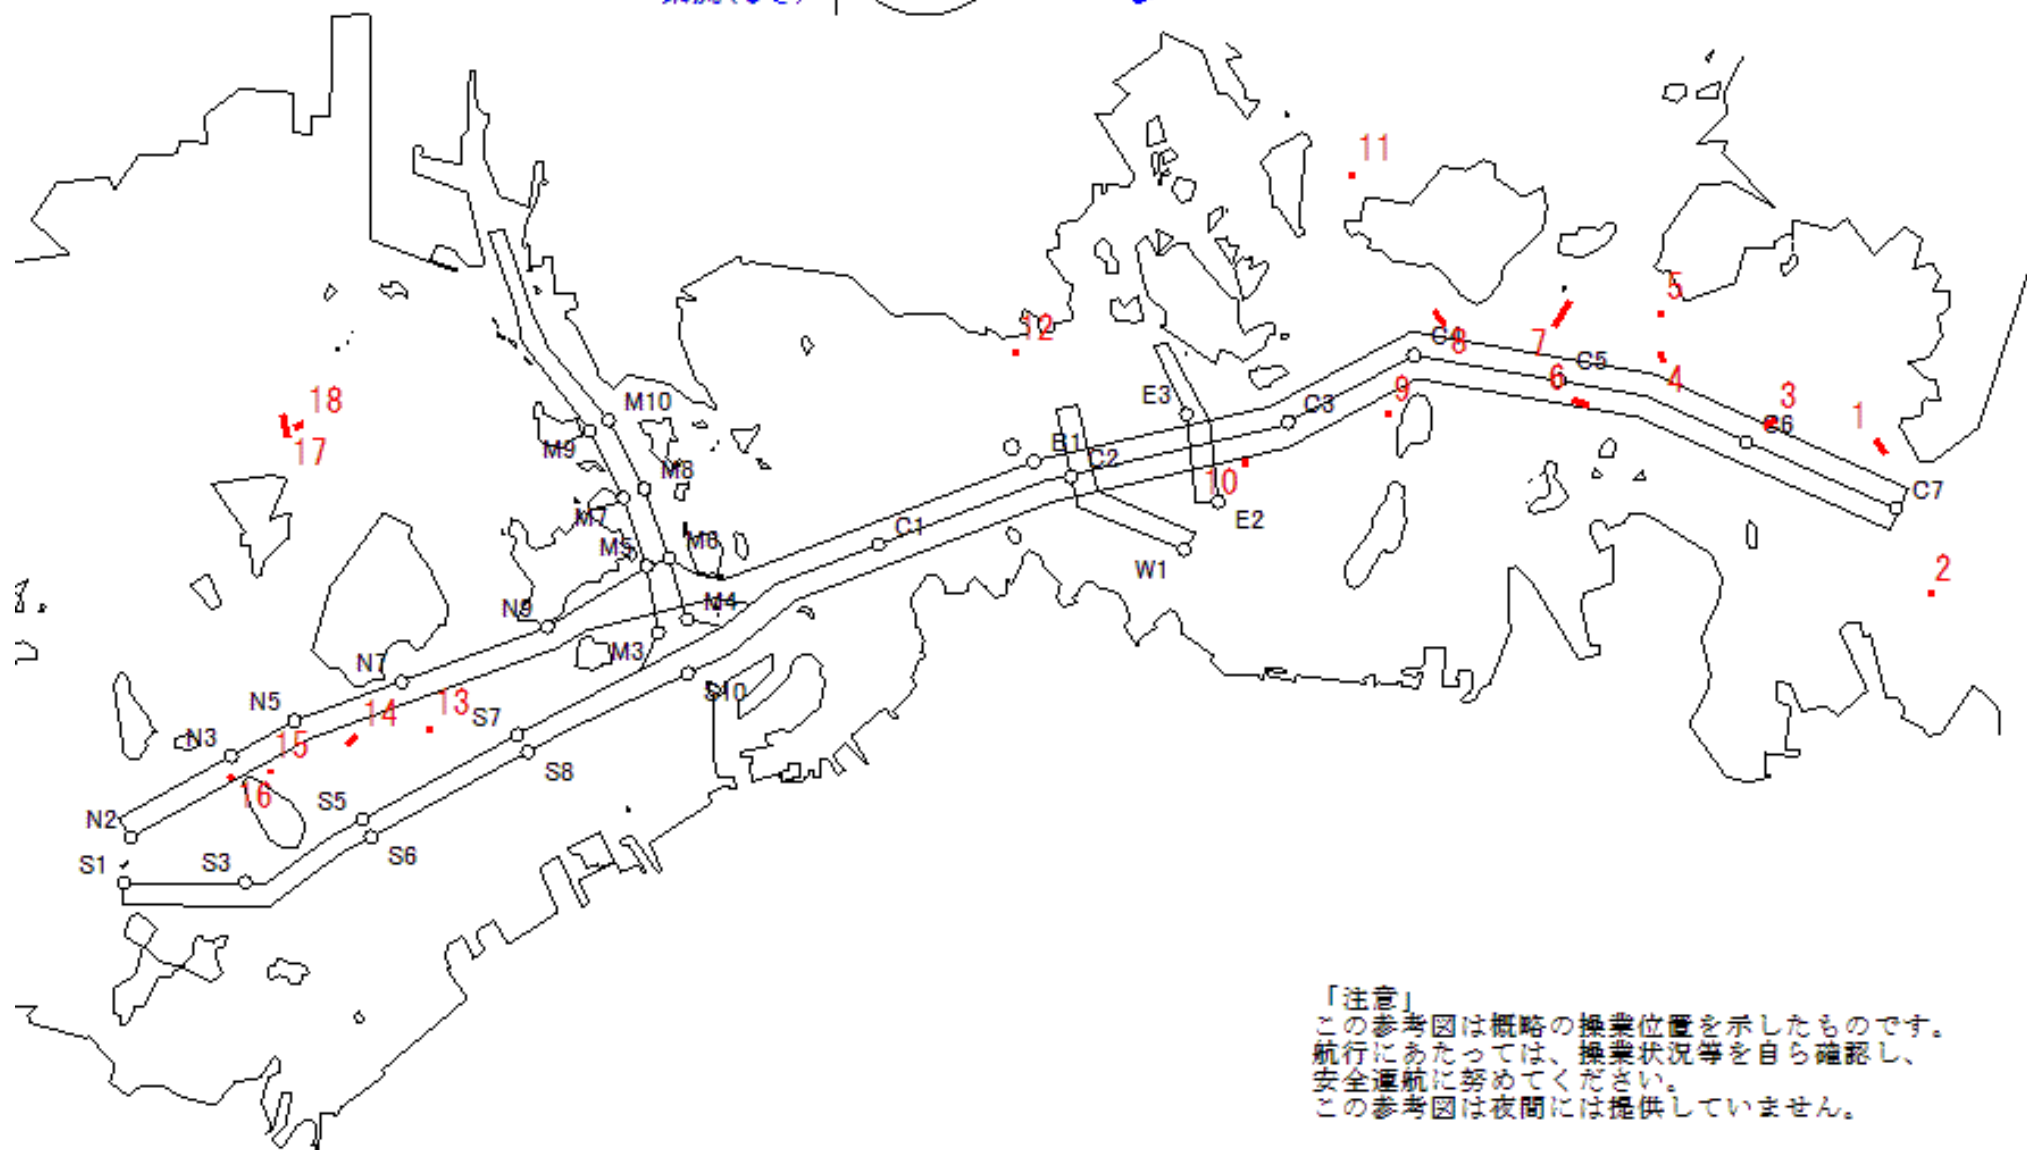 11
5
12
C4
8
7
C5
6
4
9
3
C6
1
E3
C3
M10
18
17
M9
M8
B1
C2
10
C7
E2
M7
M5
M6
C1
W1
2
N9
M4
M3
N7
S10
N5
14
13
S7
N3
15
16
S8
N2
S5
S1
S3
S6
「注意」
この参考図は概略の操業位置を示したものです。
航行にあたっては、操業状況等を自ら確認し、
安全運航に努めてください。
この参考図は夜間には提供していません。